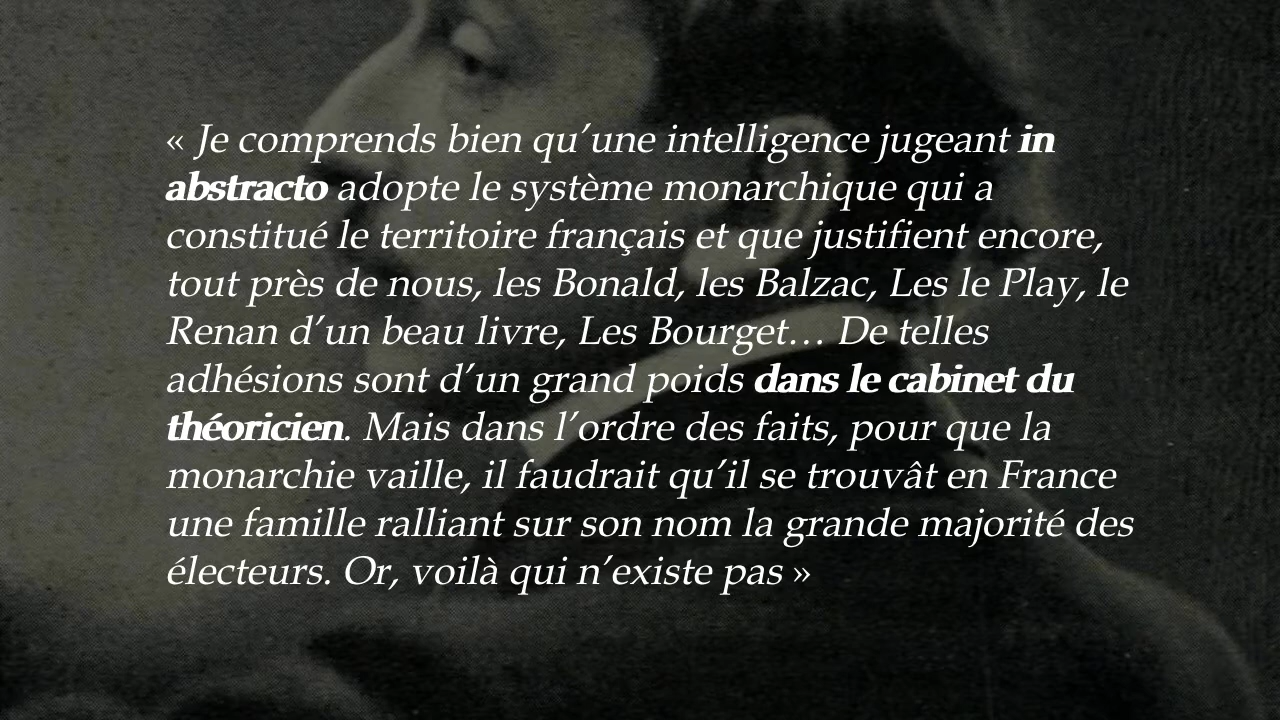 « Je comprends bien qu’une intelligence jugeant in
abstracto adopte le système monarchique qui a
constitué le territoire français et que justifient encore,
tout près de nous, les Bonald, les Balzac, Les le Play, le
Renan d’un beau livre, Les Bourget… De telles
adhésions sont d’un grand poids dans le cabinet du
théoricien. Mais dans l’ordre des faits, pour que la
monarchie vaille, il faudrait qu’il se trouvât en France
une famille ralliant sur son nom la grande majorité des
électeurs. Or, voilà qui n’existe pas »